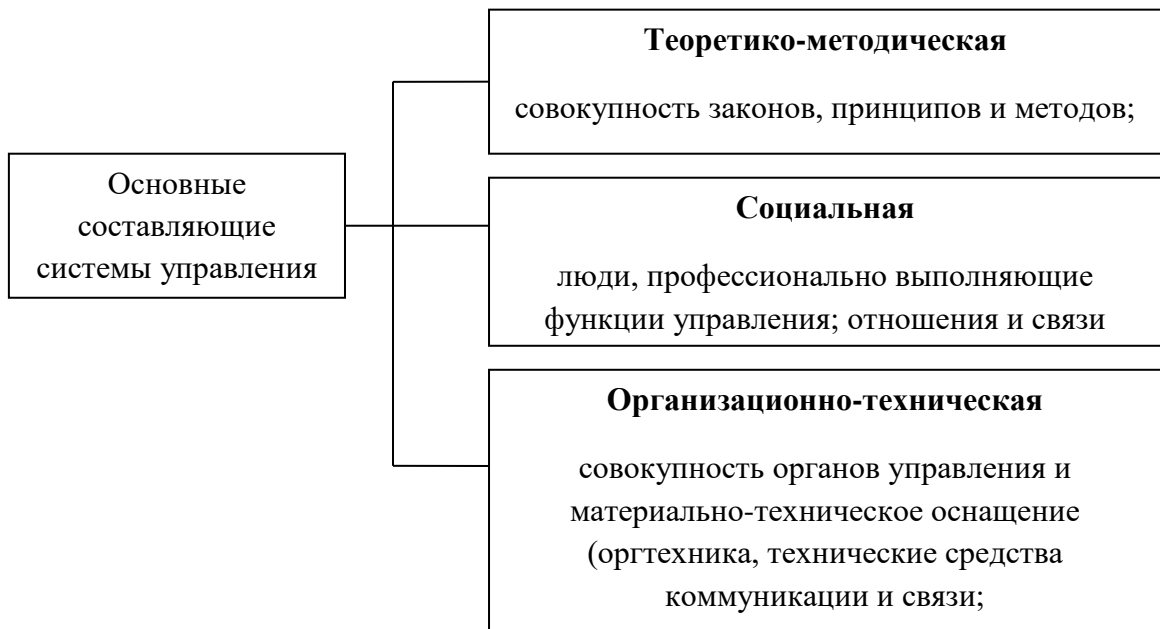 Основные
составляющие
системы управления
Теоретико-методическая
совокупность законов, принципов и методов;
Социальная
люди, профессионально выполняющие
функции управления; отношения и связи
Организационно-техническая
совокупность органов управления и
материально-техническое оснащение
(оргтехника, технические средства
коммуникации и связи;